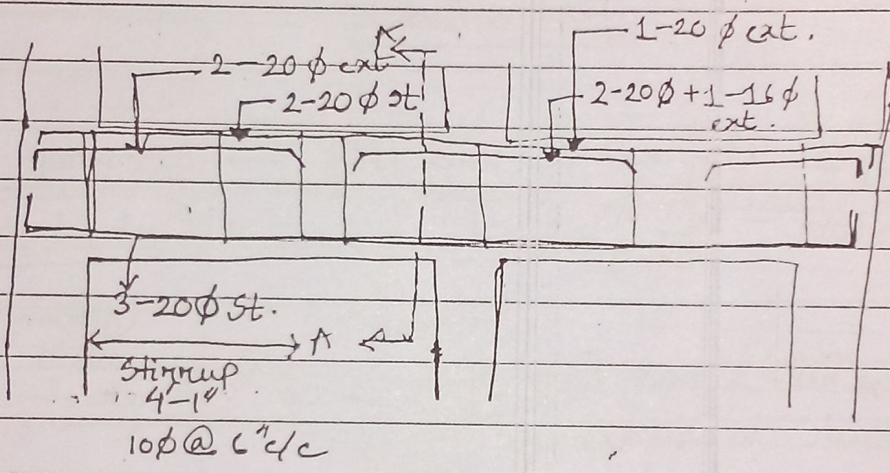 1-20 ϕ ext.
2-20 ϕ ext
2-20 ϕ st
2-20ϕ+1-16ϕ
ext.
3-20ϕ st.
A
Stirrup
4'-1"
10ϕ@ 6"c/c